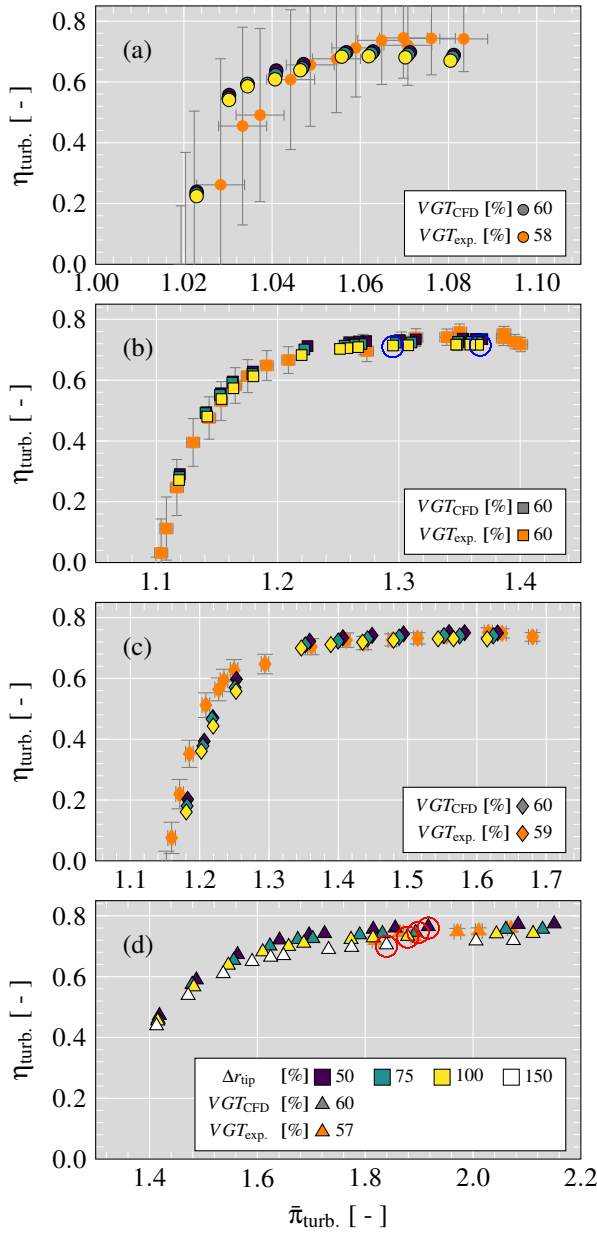 0.8
(a)
0.6
η_turb. [ - ]
0.4
0.2
VGT_CFD [%] 60
VGT_exp. [%] 58
0.0
1.00 1.02 1.04 1.06 1.08 1.10
0.8
(b)
0.6
η_turb. [ - ]
0.4
0.2
VGT_CFD [%] 60
VGT_exp. [%] 60
0.0
1.1 1.2 1.3 1.4
0.8
(c)
0.6
η_turb. [ - ]
0.4
0.2
VGT_CFD [%] 60
VGT_exp. [%] 59
0.0
1.1 1.2 1.3 1.4 1.5 1.6 1.7
0.8
(d)
0.6
η_turb. [ - ]
0.4
0.2
Δr_tip [%] 50 75 100 150
VGT_CFD [%] 60
VGT_exp. [%] 57
0.0
1.4 1.6 1.8 2.0 2.2
π̄_turb. [ - ]